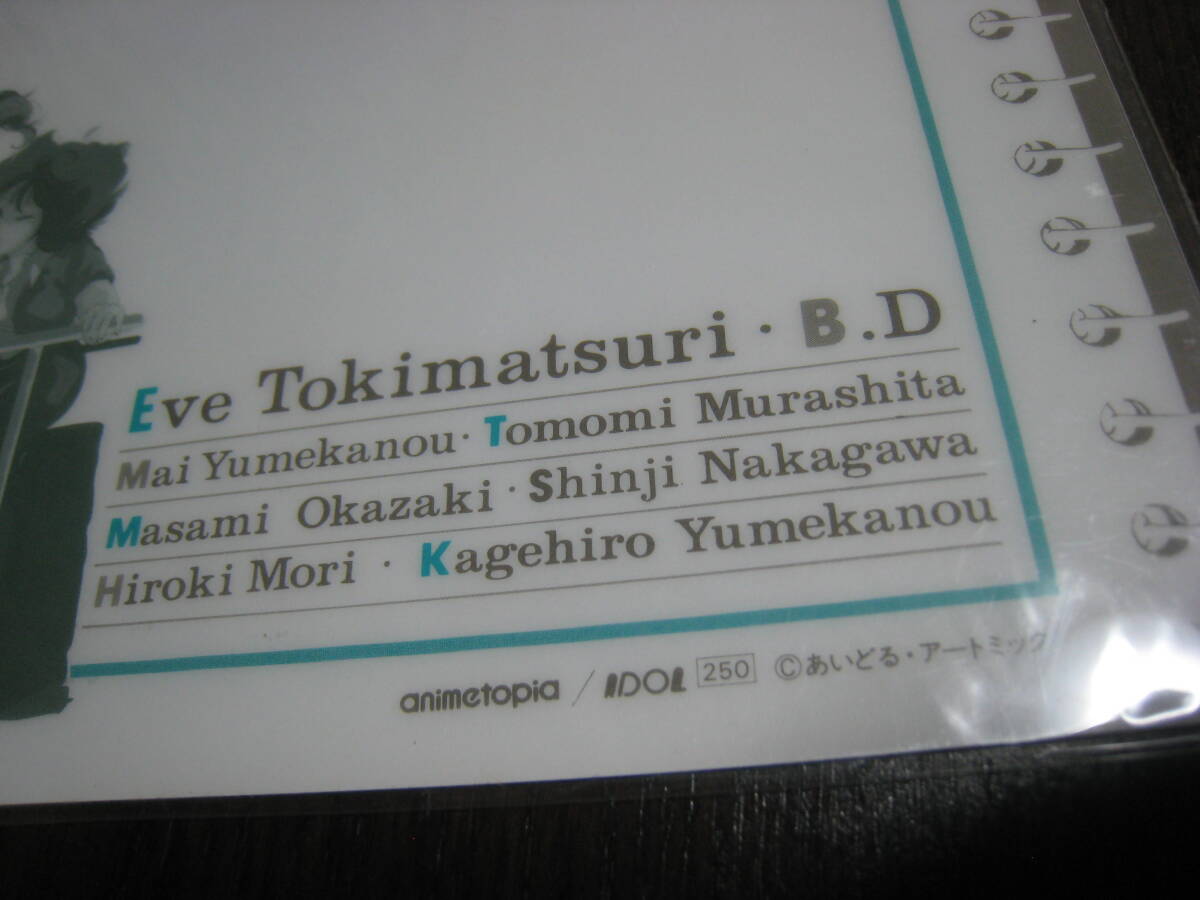 Eve Tokimatsuri · B.D
Mai Yumekanou · Tomomi Murashita
Masami Okazaki · Shinji Nakagawa
Hiroki Mori · Kagehiro Yumekanou
animetopia / IDOL 250 ©あいどる・アートミック